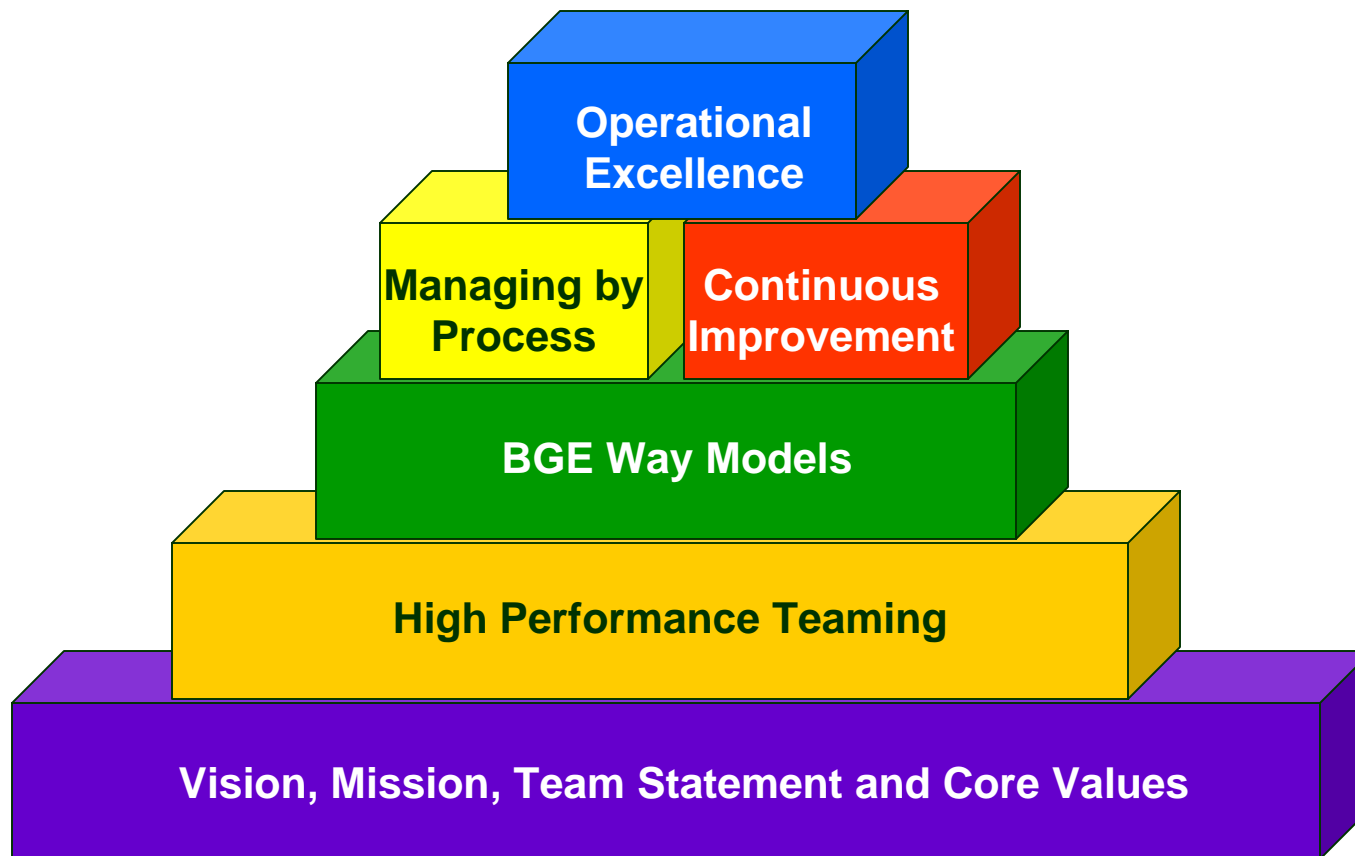 Operational
Excellence
Managing by
Process
Continuous
Improvement
BGE Way Models
High Performance Teaming
Vision, Mission, Team Statement and Core Values